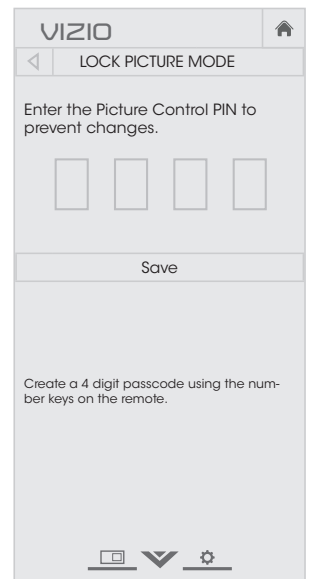 VIZIO
LOCK PICTURE MODE
Enter the Picture Control PIN to
prevent changes.
Save
Create a 4 digit passcode using the num-
ber keys on the remote.